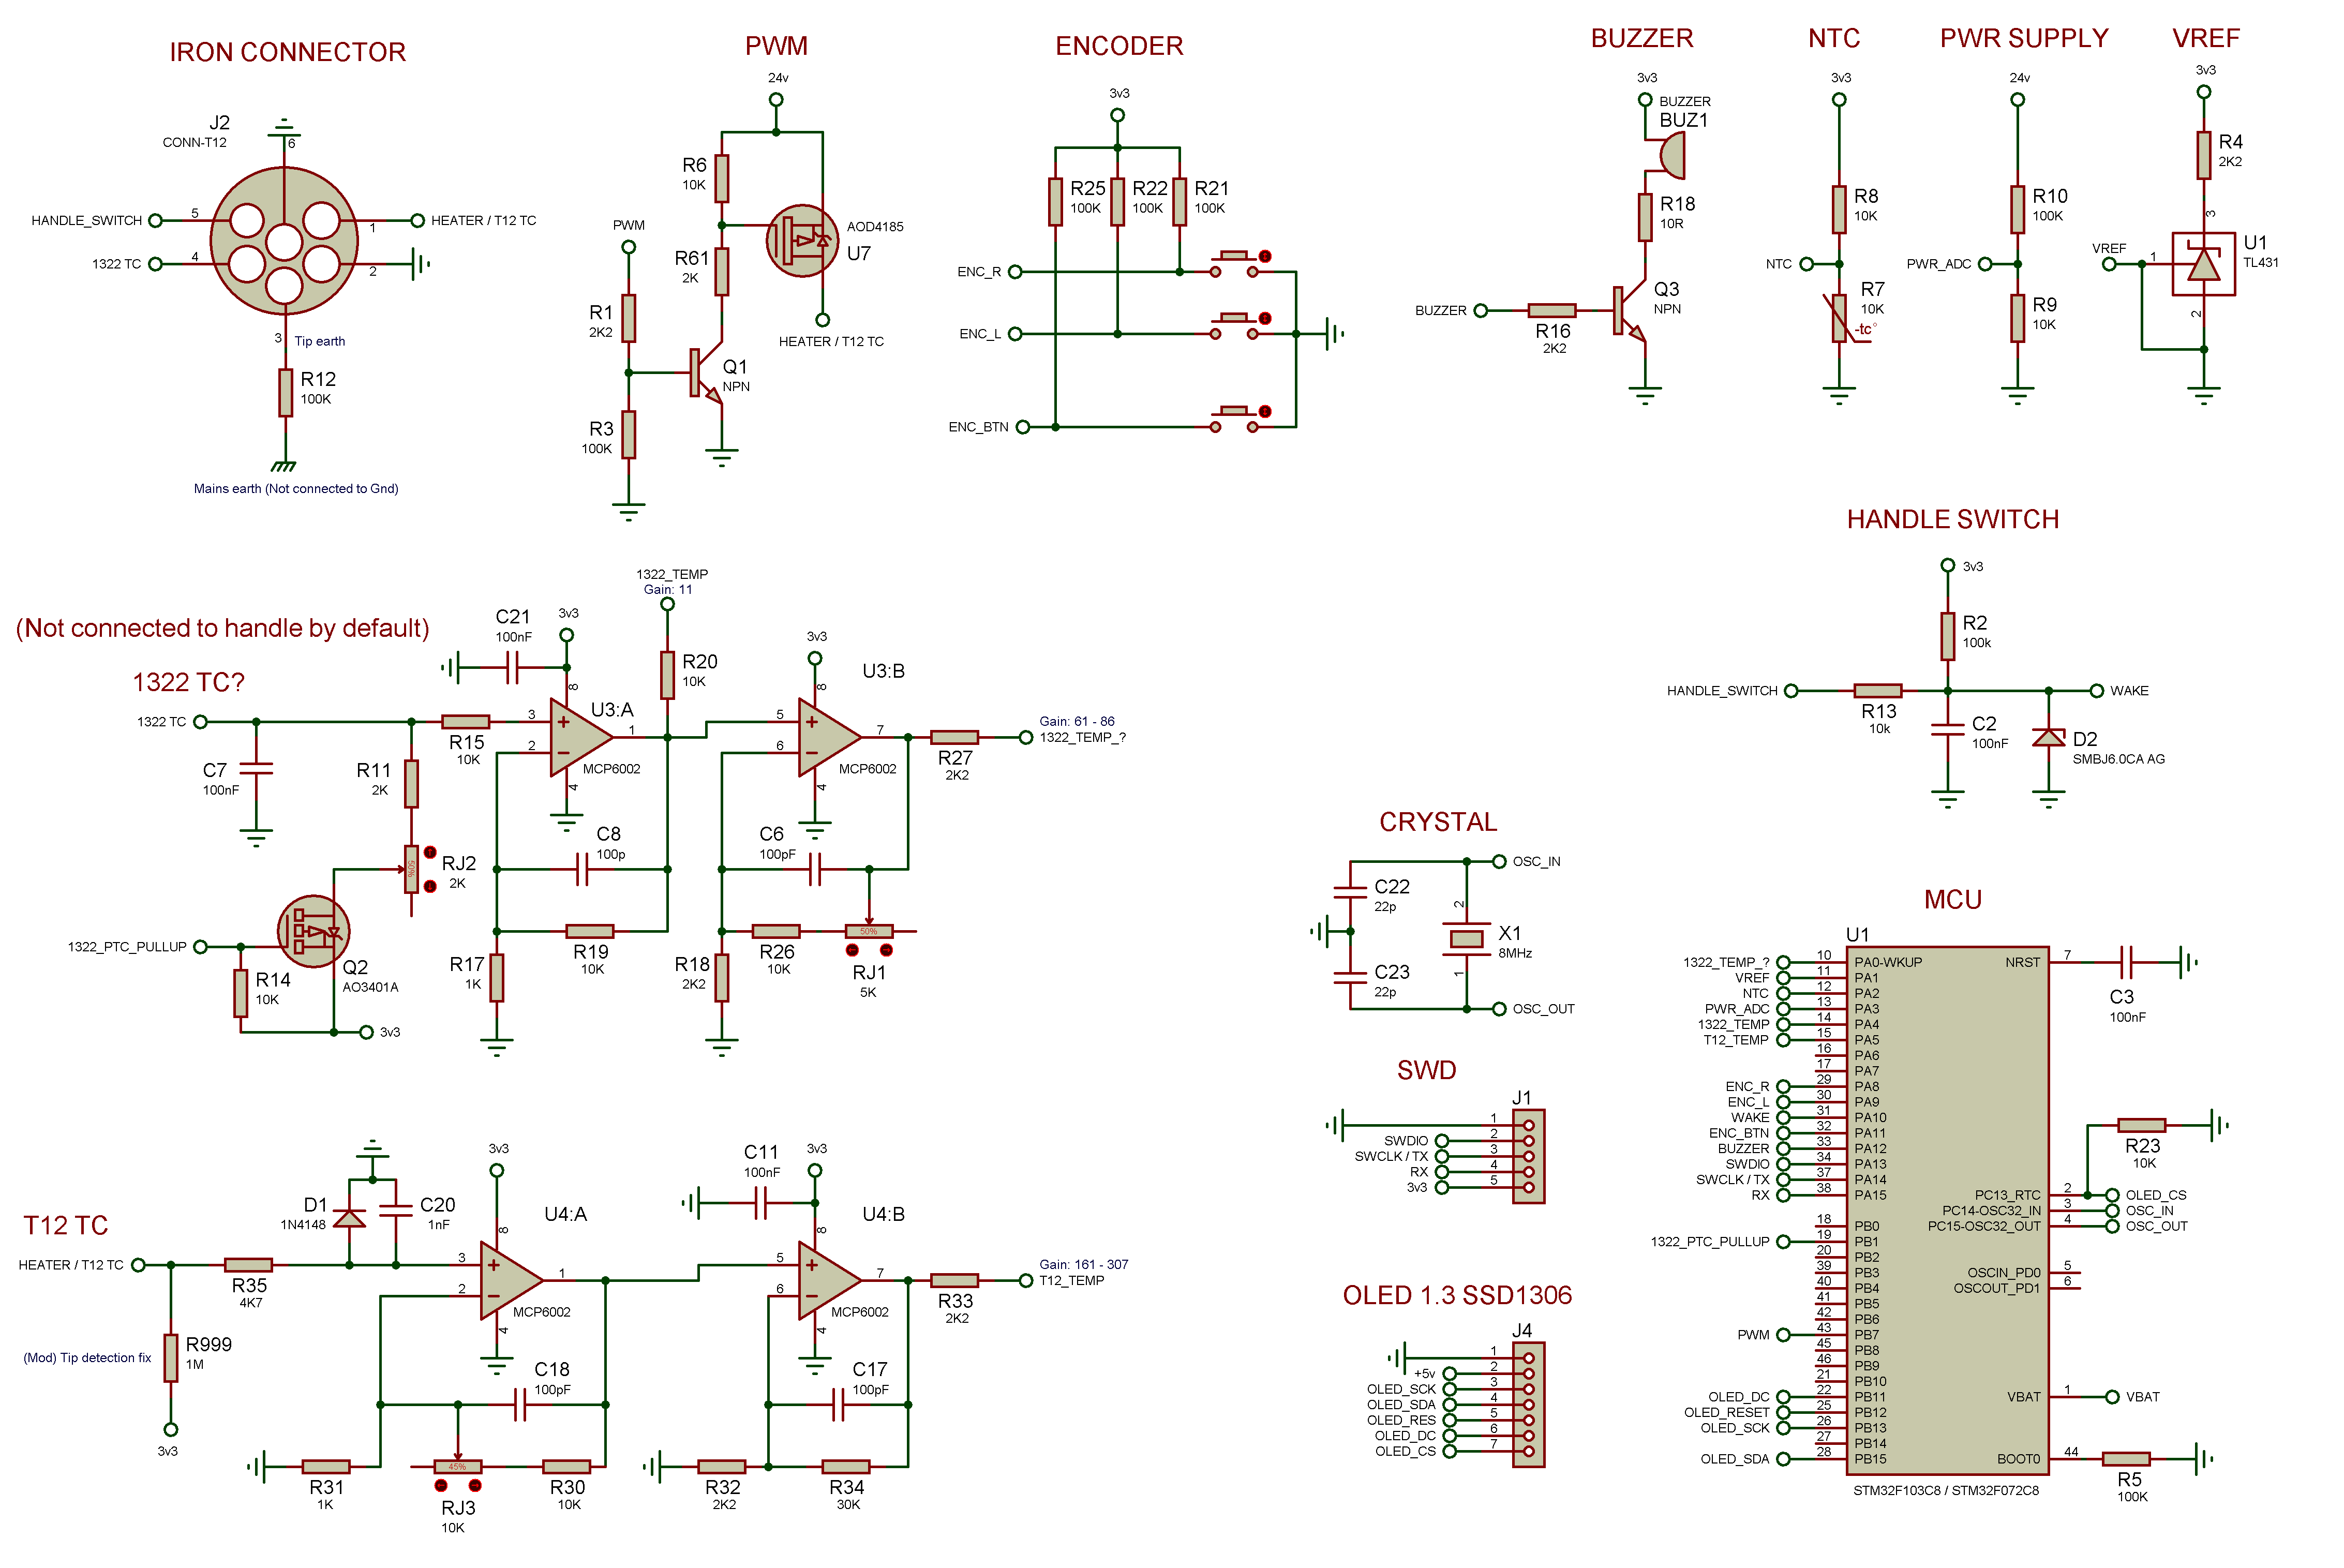 IRON CONNECTOR
J2
CONN-T12
6
HANDLE_SWITCH
5
1
HEATER / T12 TC
1322 TC
4
2
3
Tip earth
R12
100K
Mains earth (Not connected to Gnd)
PWM
24v
R6
10K
AOD4185
U7
PWM
R61
2K
R1
2K2
HEATER / T12 TC
Q1
NPN
R3
100K
ENCODER
3v3
R25
100K
R22
100K
R21
100K
ENC_R
ENC_L
ENC_BTN
BUZZER
3v3
BUZZER
BUZ1
R18
10R
BUZZER
R16
2K2
Q3
NPN
NTC
3v3
R8
10K
NTC
R7
10K
-tc°
PWR SUPPLY
24v
R10
100K
PWR_ADC
R9
10K
VREF
3v3
R4
2K2
3
VREF
1
U1
TL431
2
HANDLE SWITCH
3v3
R2
100k
HANDLE_SWITCH
R13
10k
WAKE
C2
100nF
D2
SMBJ6.0CA AG
(Not connected to handle by default)
1322 TC?
1322_TEMP
Gain: 11
C21
100nF
3v3
R20
10K
3v3
U3:B
1322 TC
R15
10K
3
2
8
4
1
U3:A
MCP6002
5
6
8
4
7
MCP6002
R27
2K2
Gain: 61 - 86
1322_TEMP_?
C7
100nF
R11
2K
RJ2
2K
50%
C8
100p
C6
100pF
1322_PTC_PULLUP
R14
10K
Q2
AO3401A
3v3
R17
1K
R19
10K
R18
2K2
R26
10K
50%
RJ1
5K
T12 TC
HEATER / T12 TC
D1
1N4148
C20
1nF
R35
4K7
(Mod) Tip detection fix
R999
1M
3v3
3v3
U4:A
3
2
8
4
1
MCP6002
C11
100nF
3v3
U4:B
5
6
8
4
7
MCP6002
R33
2K2
Gain: 161 - 307
T12_TEMP
C18
100pF
C17
100pF
R31
1K
45%
RJ3
10K
R30
10K
R32
2K2
R34
30K
CRYSTAL
OSC_IN
C22
22p
2
X1
8MHz
C23
22p
1
OSC_OUT
SWD
J1
1
SWDIO
2
SWCLK / TX
3
RX
4
3v3
5
OLED 1.3 SSD1306
J4
1
+5v
2
OLED_SCK
3
OLED_SDA
4
OLED_RES
5
OLED_DC
6
OLED_CS
7
MCU
U1
1322_TEMP_? 10 PA0-WKUP
VREF 11 PA1
NTC 12 PA2
PWR_ADC 13 PA3
1322_TEMP 14 PA4
T12_TEMP 15 PA5
16 PA6
17 PA7
ENC_R 29 PA8
ENC_L 30 PA9
WAKE 31 PA10
ENC_BTN 32 PA11
BUZZER 33 PA12
SWDIO 34 PA13
SWCLK / TX 37 PA14
RX 38 PA15
18 PB0
1322_PTC_PULLUP 19 PB1
20 PB2
39 PB3
40 PB4
41 PB5
42 PB6
PWM 43 PB7
45 PB8
46 PB9
21 PB10
OLED_DC 22 PB11
OLED_RESET 25 PB12
OLED_SCK 26 PB13
27 PB14
OLED_SDA 28 PB15
NRST 7
C3
100nF
R23
10K
PC13_RTC 2 OLED_CS
PC14-OSC32_IN 3 OSC_IN
PC15-OSC32_OUT 4 OSC_OUT
OSCIN_PD0 5
OSCOUT_PD1 6
VBAT 1 VBAT
BOOT0 44
R5
100K
STM32F103C8 / STM32F072C8